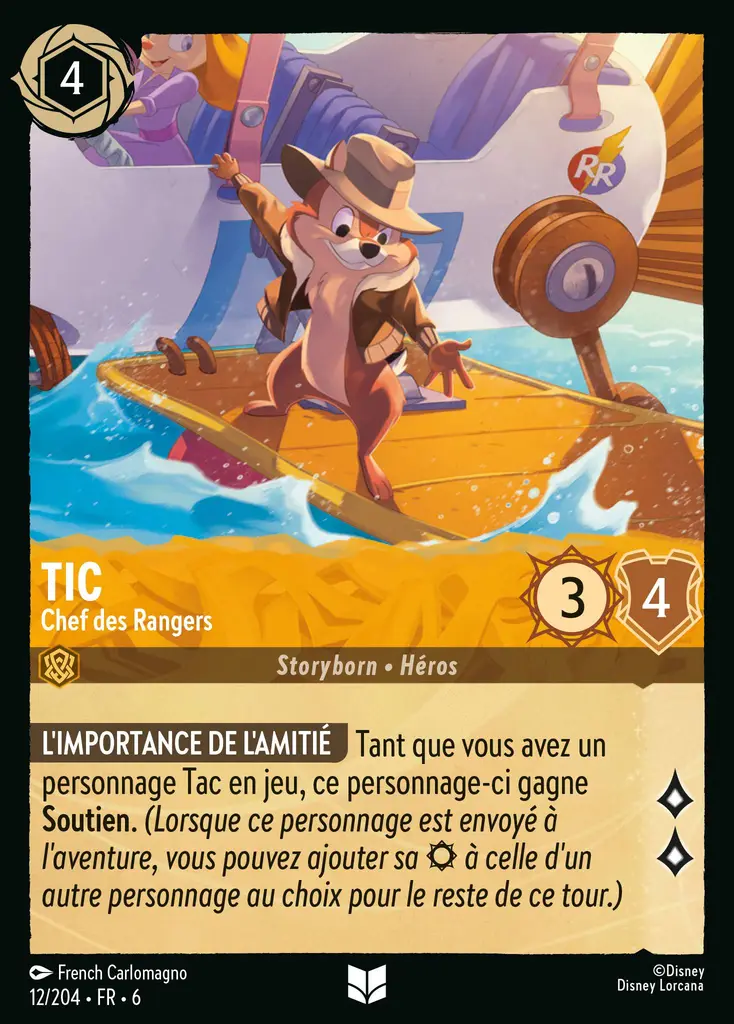 4
RR
TIC
Chef des Rangers
3
4
Storyborn • Héros
L'IMPORTANCE DE L'AMITIÉ Tant que vous avez un
personnage Tac en jeu, ce personnage-ci gagne
Soutien. (Lorsque ce personnage est envoyé à
l'aventure, vous pouvez ajouter sa à celle d'un
autre personnage au choix pour le reste de ce tour.)
French Carlomagno
12/204 • FR • 6
©Disney
Disney Lorcana